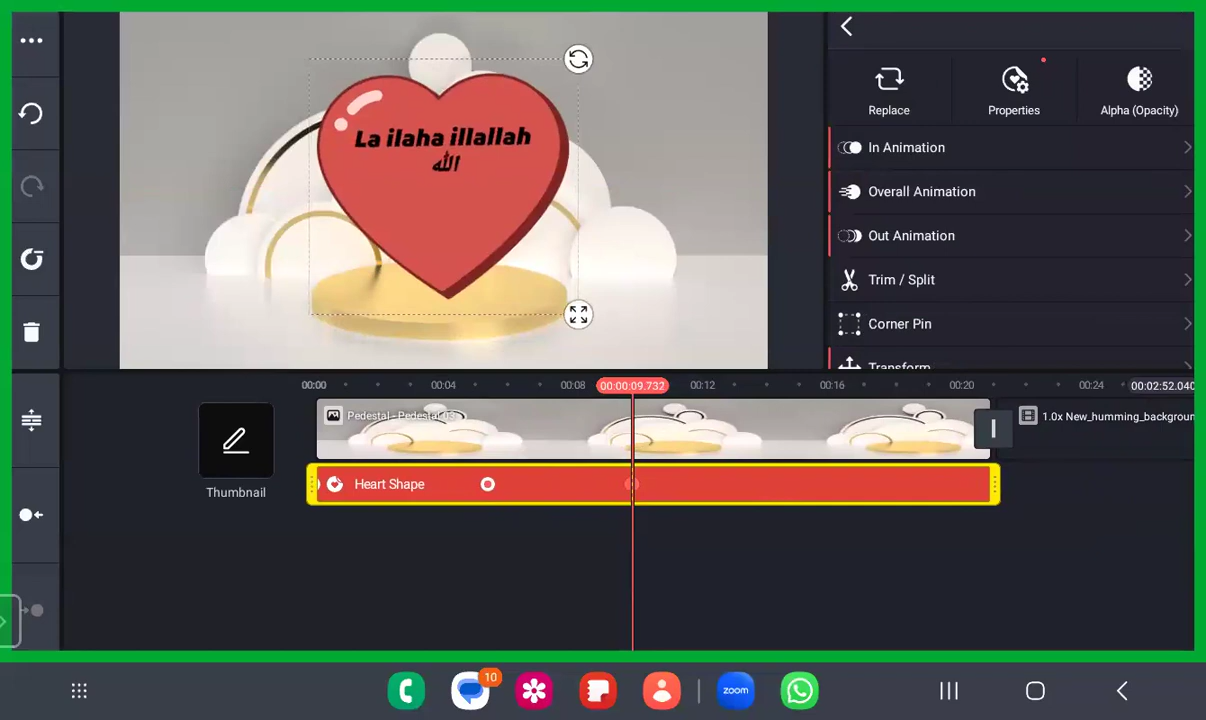 La ilaha illallah
الله
Replace
Properties
Alpha (Opacity)
In Animation
Overall Animation
Out Animation
Trim / Split
Corner Pin
Transform
00:00
00:04
00:08
00:00:09.732
00:12
00:16
00:20
00:24
00:02:52.040
Pedestal - Pedestal 03
1.0x New_humming_backgroun
Thumbnail
Heart Shape
10
zoom